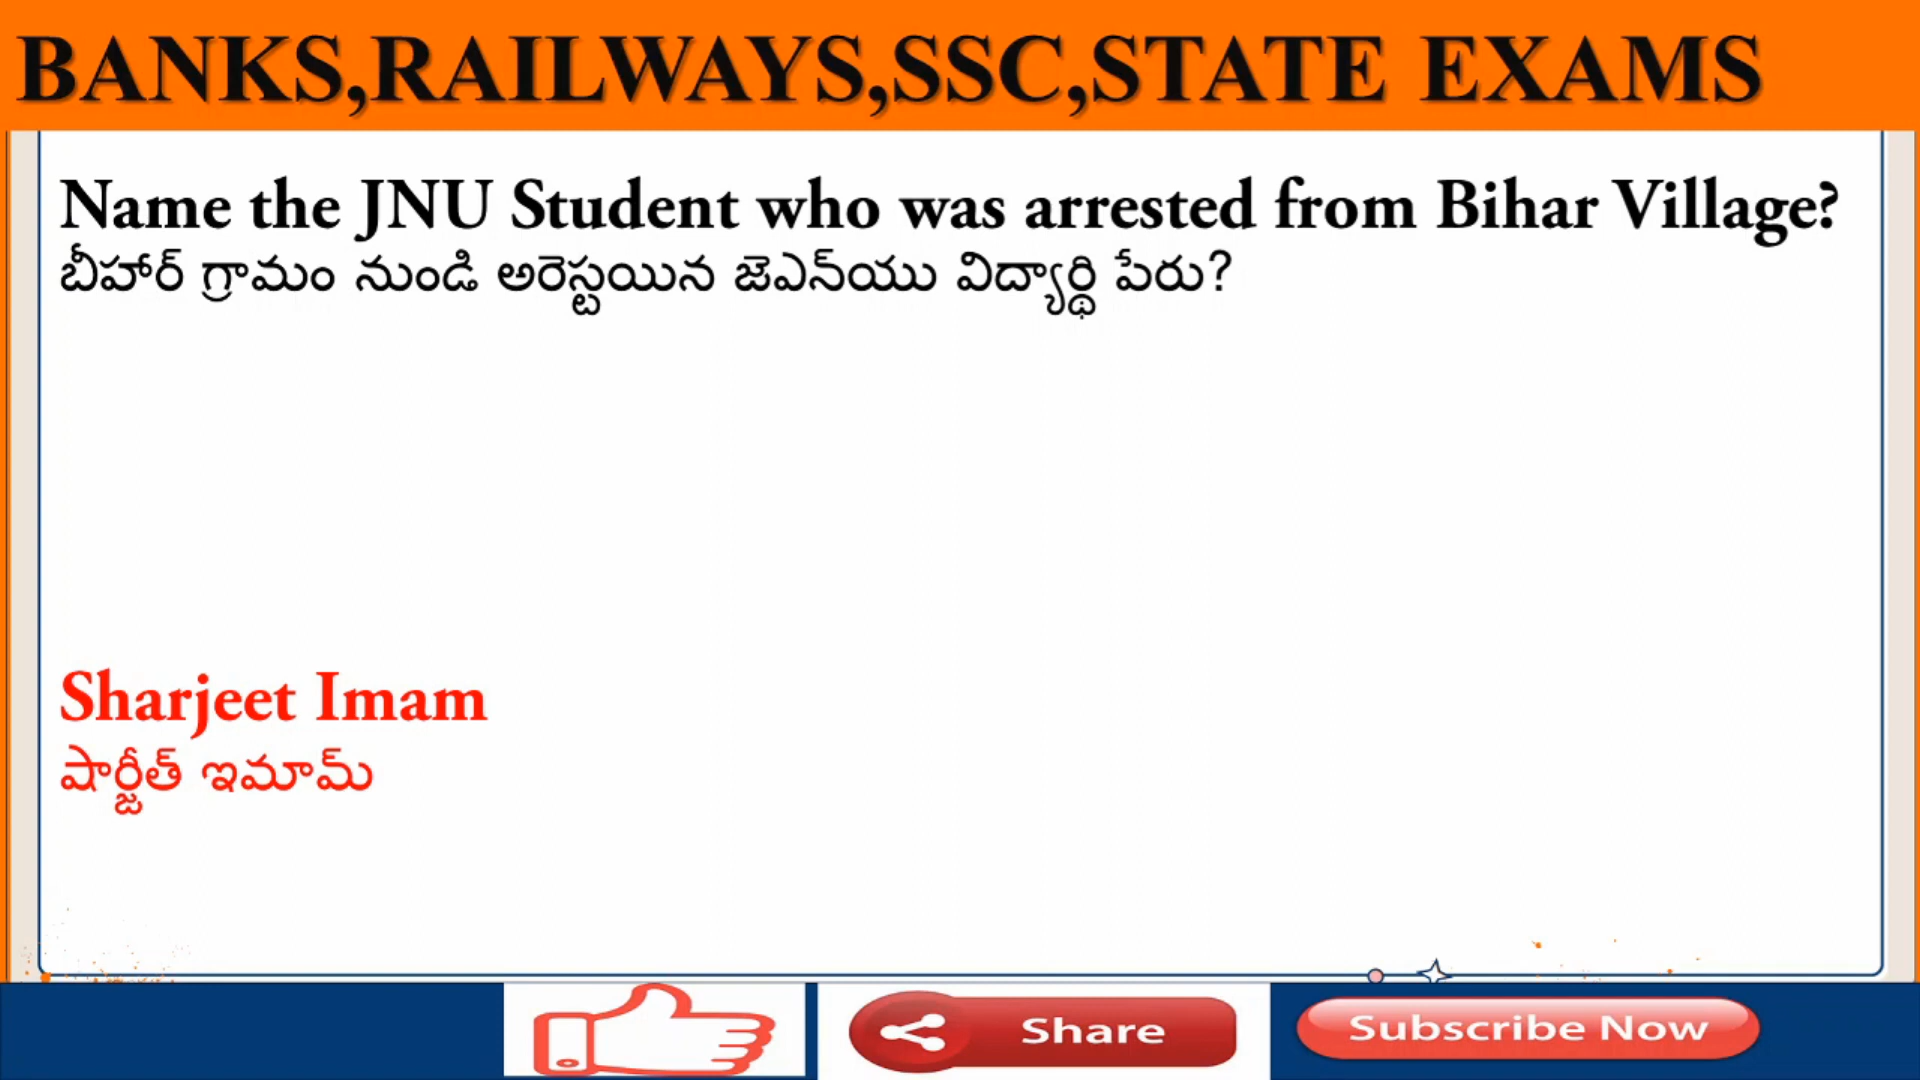 BANKS,RAILWAYS,SSC,STATE EXAMS
Name the JNU Student who was arrested from Bihar Village?
బీహార్ గ్రామం నుండి అరెస్టయిన జెఎన్‌యు విద్యార్థి పేరు?
Sharjeet Imam
షార్జీత్ ఇమామ్
Share
Subscribe Now